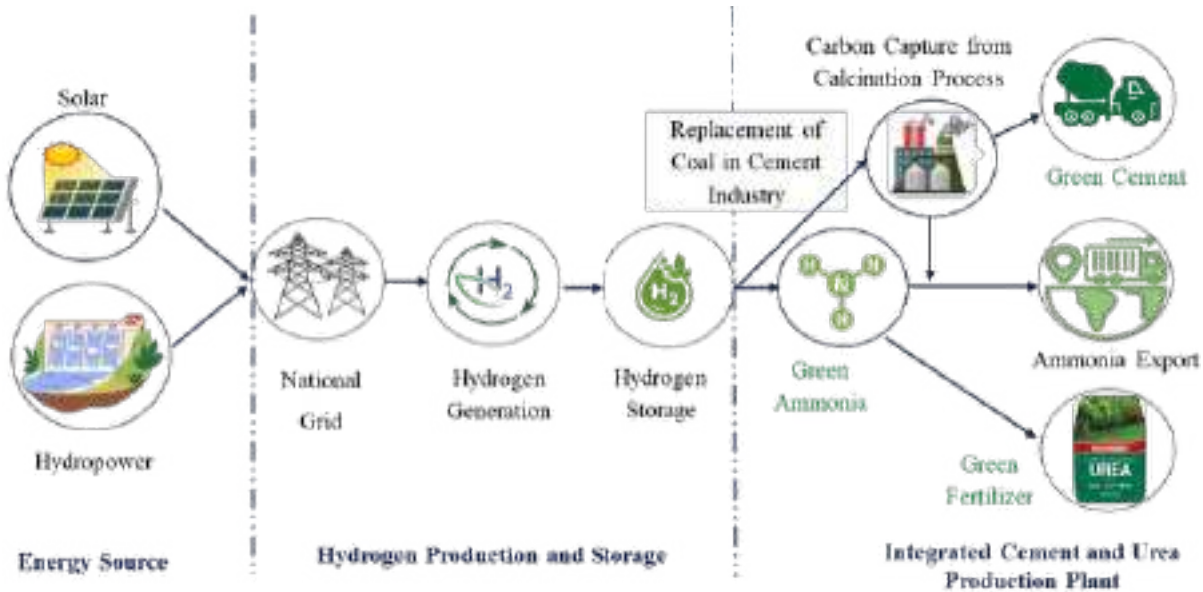 Solar
Hydropower
Energy Source
National
Grid
H2
Hydrogen
Generation
H2
Hydrogen
Storage
Hydrogen Production and Storage
Replacement of
Coal in Cement
Industry
Carbon Capture from
Calcination Process
Green Cement
Green
Ammonia
Ammonia Export
Green
Fertilizer
UREA
Integrated Cement and Urea
Production Plant